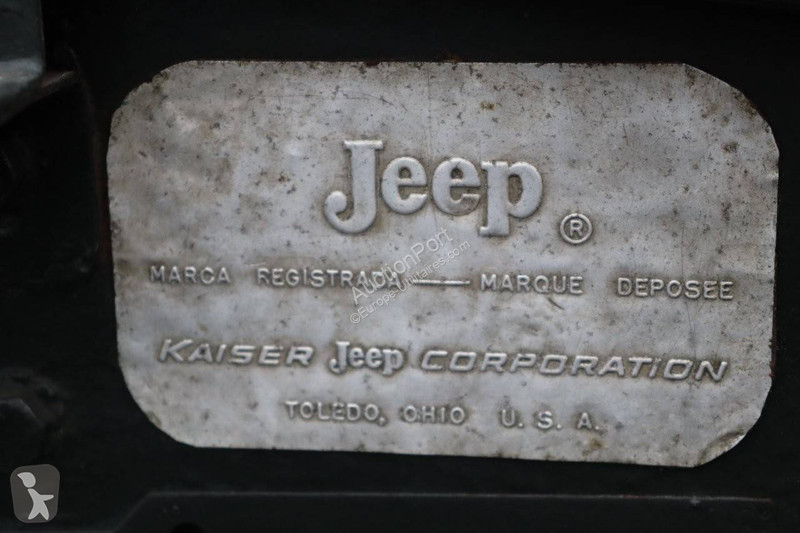 Jeep ®
MARCA REGISTRADA — MARQUE DEPOSEE
KAISER Jeep CORPORATION
TOLEDO, OHIO U. S. A.
AuctionPort
©Europe-Utilitaires.com